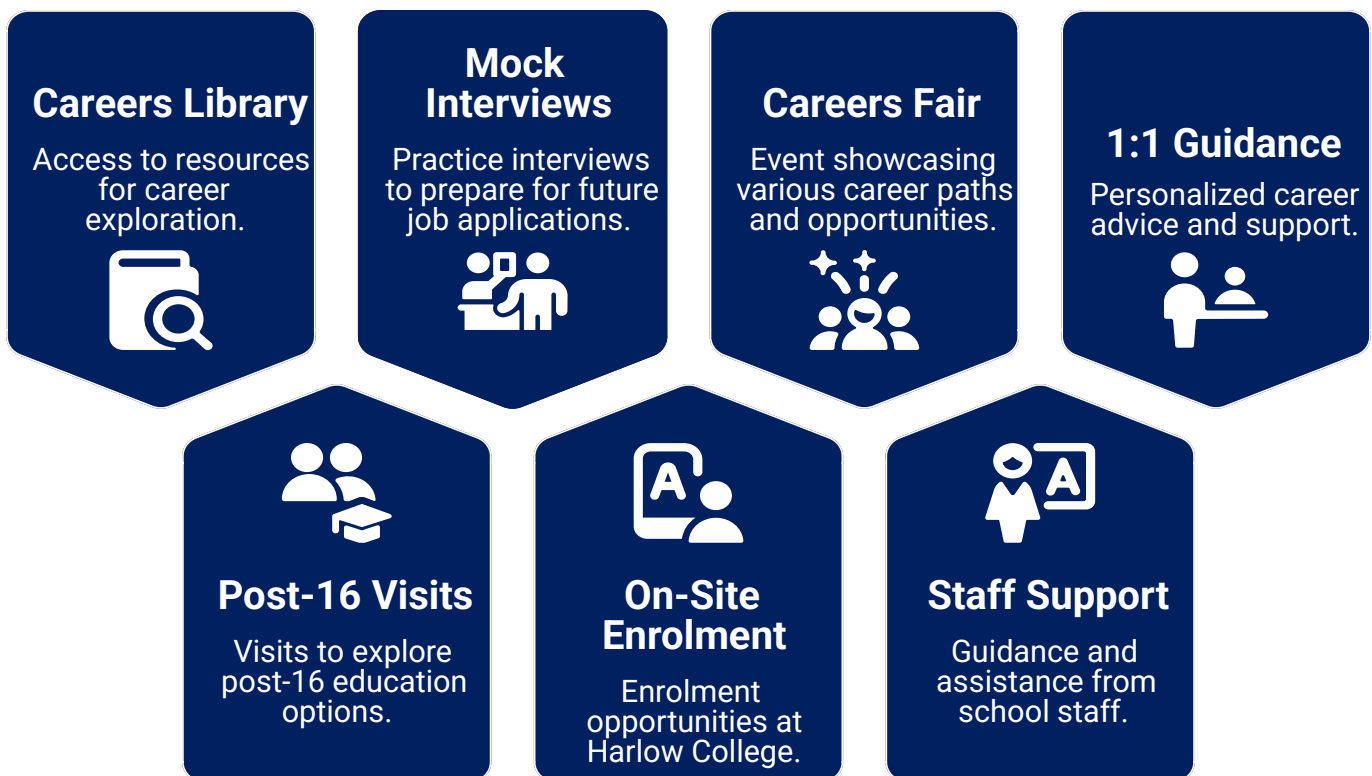 Careers Library
Access to resources
for career
exploration.
Mock
Interviews
Practice interviews
to prepare for future
job applications.
Careers Fair
Event showcasing
various career paths
and opportunities.
1:1 Guidance
Personalized career
advice and support.
Post-16 Visits
Visits to explore
post-16 education
options.
A
On-Site
Enrolment
Enrolment
opportunities at
Harlow College.
A
Staff Support
Guidance and
assistance from
school staff.